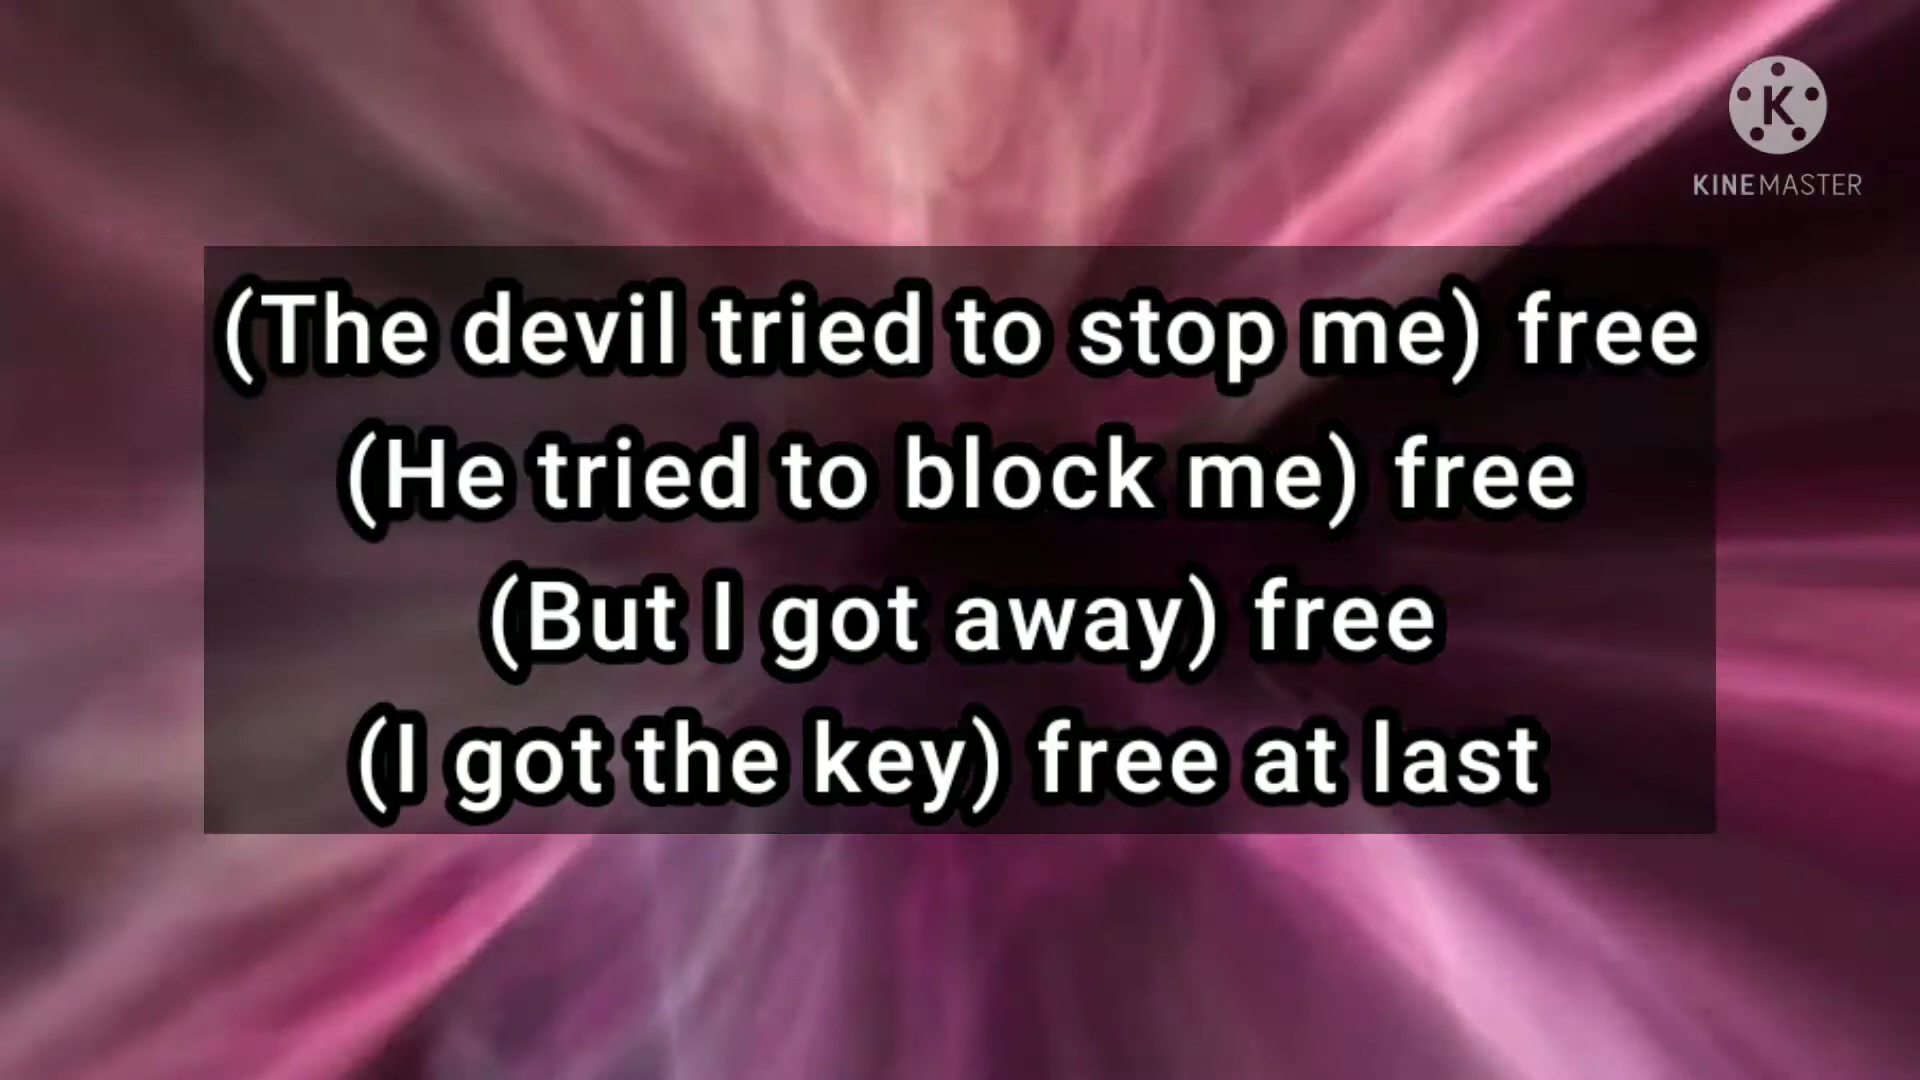 K
KINEMASTER
(The devil tried to stop me) free
(He tried to block me) free
(But I got away) free
(I got the key) free at last